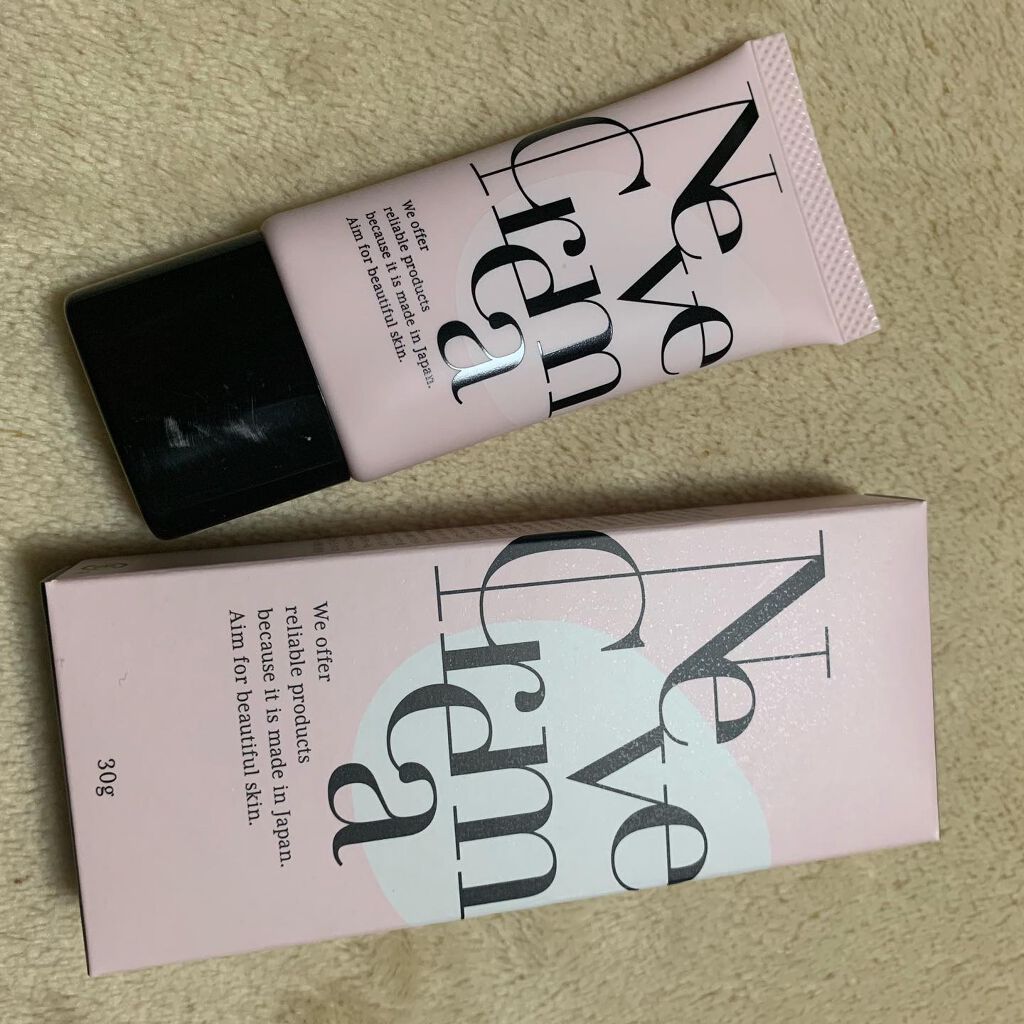 Neve
Crema
We offer
reliable products
because it is made in Japan.
Aim for beautiful skin.
Neve
Crema
We offer
reliable products
because it is made in Japan.
Aim for beautiful skin.
30g